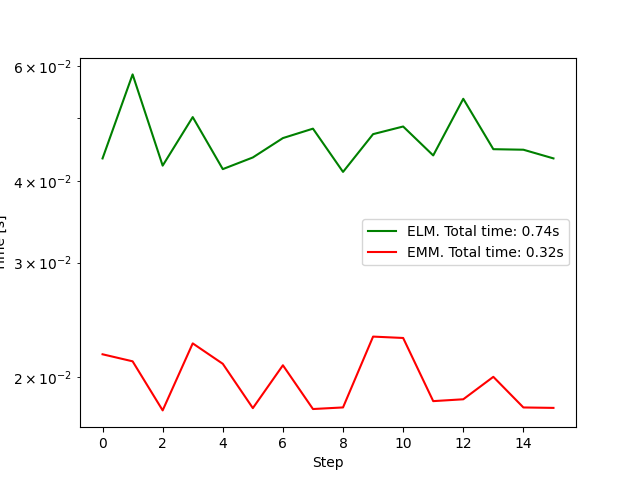 6 × 10⁻²
4 × 10⁻²
3 × 10⁻²
2 × 10⁻²
[s]
ELM. Total time: 0.74s
EMM. Total time: 0.32s
0 2 4 6 8 10 12 14
Step